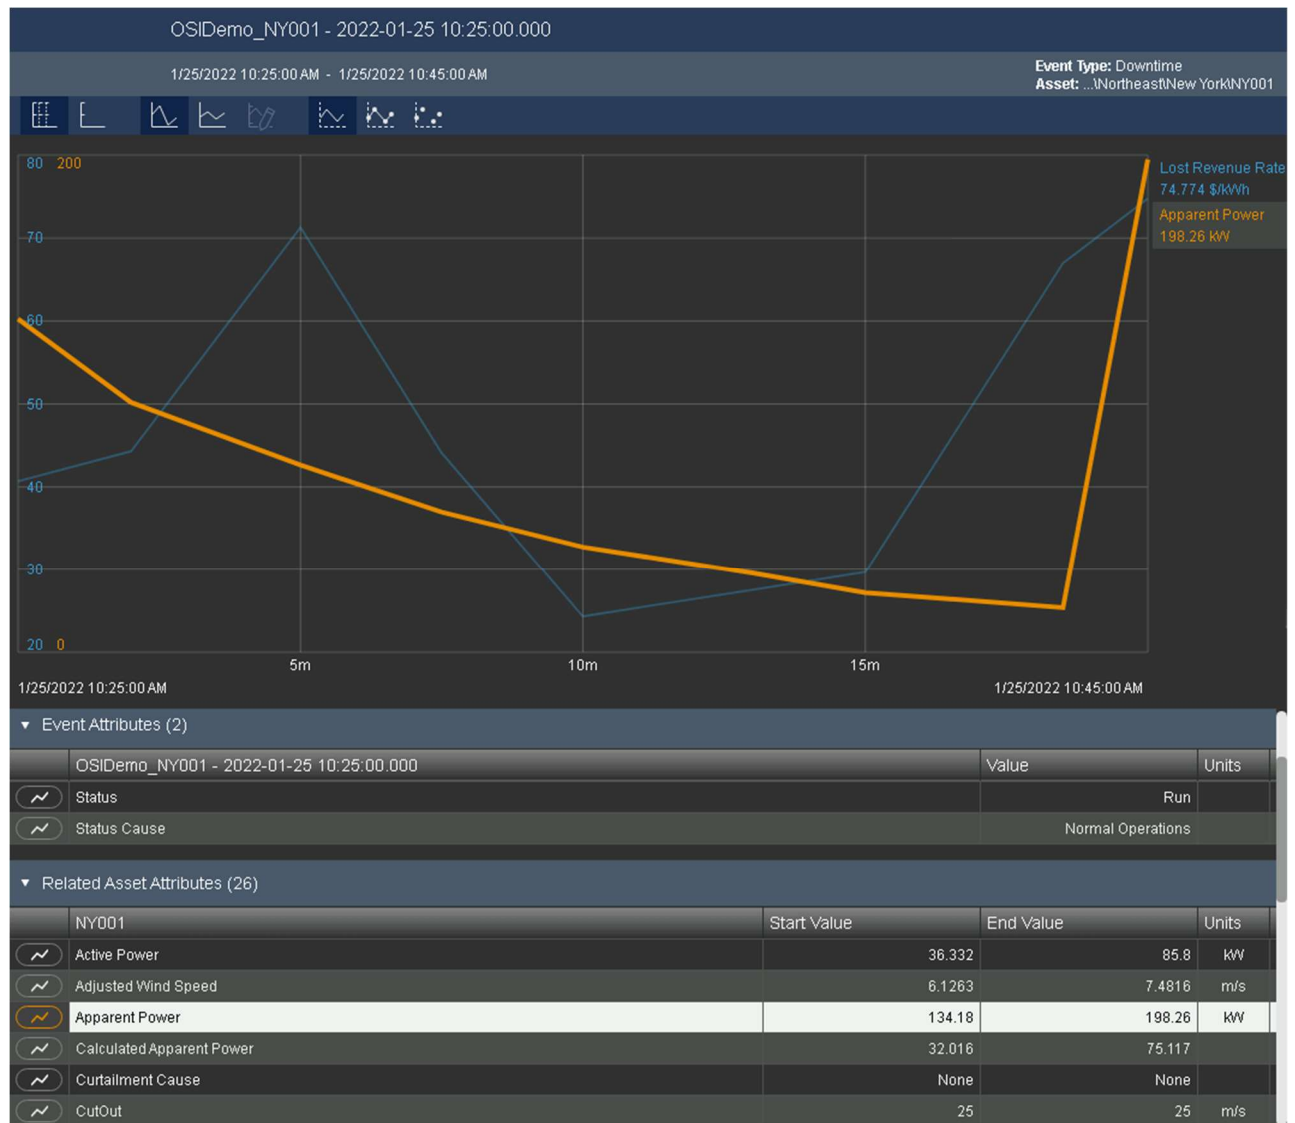 OSIDemo_NY001 - 2022-01-25 10:25:00.000
1/25/2022 10:25:00 AM - 1/25/2022 10:45:00 AM
Event Type: Downtime
Asset: ...\Northeast\New York\NY001
80 200
70
60
50
40
30
20 0
Lost Revenue Rate
74.774 $/kWh
Apparent Power
198.26 kW
5m 10m 15m
1/25/2022 10:25:00 AM 1/25/2022 10:45:00 AM
Event Attributes (2)
OSIDemo_NY001 - 2022-01-25 10:25:00.000 Value Units
Status Run
Status Cause Normal Operations
Related Asset Attributes (26)
NY001 Start Value End Value Units
Active Power 36.332 85.8 kW
Adjusted Wind Speed 6.1263 7.4816 m/s
Apparent Power 134.18 198.26 kW
Calculated Apparent Power 32.016 75.117
Curtailment Cause None None
CutOut 25 25 m/s